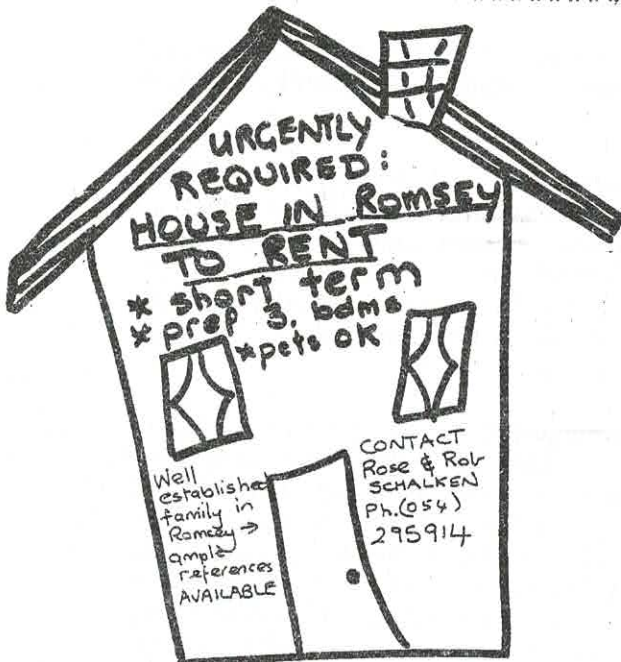 URGENTLY
REQUIRED:
HOUSE IN Romsey
TO RENT
* short term
* pref 3. bdms
* pets OK
Well
established
family in
Romsey →
ample
references
AVAILABLE
CONTACT
Rose & Rob
SCHALKEN
Ph.(054)
295914